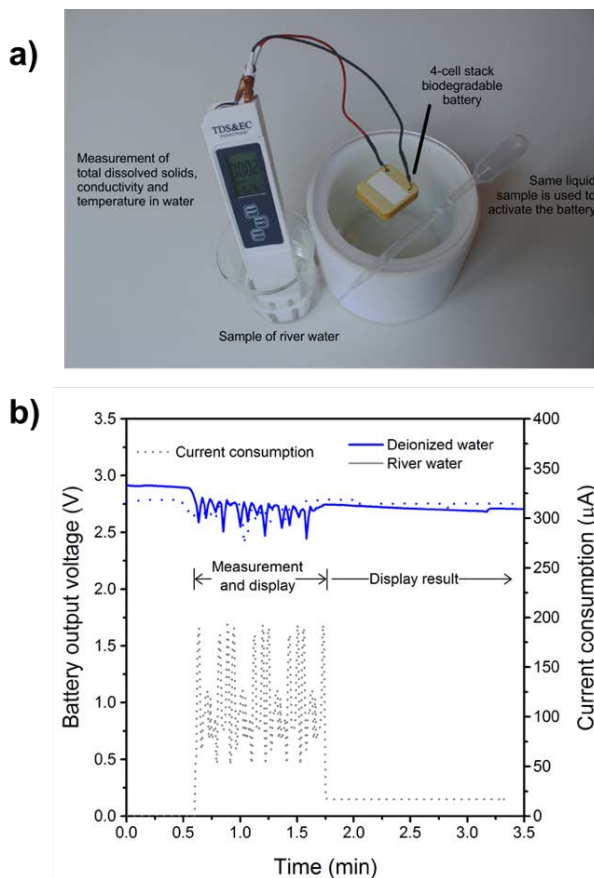 a)
4-cell stack
biodegradable
battery
TDS&EC
Measurement of
total dissolved solids,
conductivity and
temperature in water
Same liquid
sample is used to
activate the battery
Sample of river water
b)
3.5
3.0
2.5
2.0
1.5
1.0
0.5
0.0
Battery output voltage (V)
Current consumption
Deionized water
River water
Measurement
and display
Display result
400
350
300
250
200
150
100
50
0
Current consumption (µA)
0.0 0.5 1.0 1.5 2.0 2.5 3.0 3.5
Time (min)